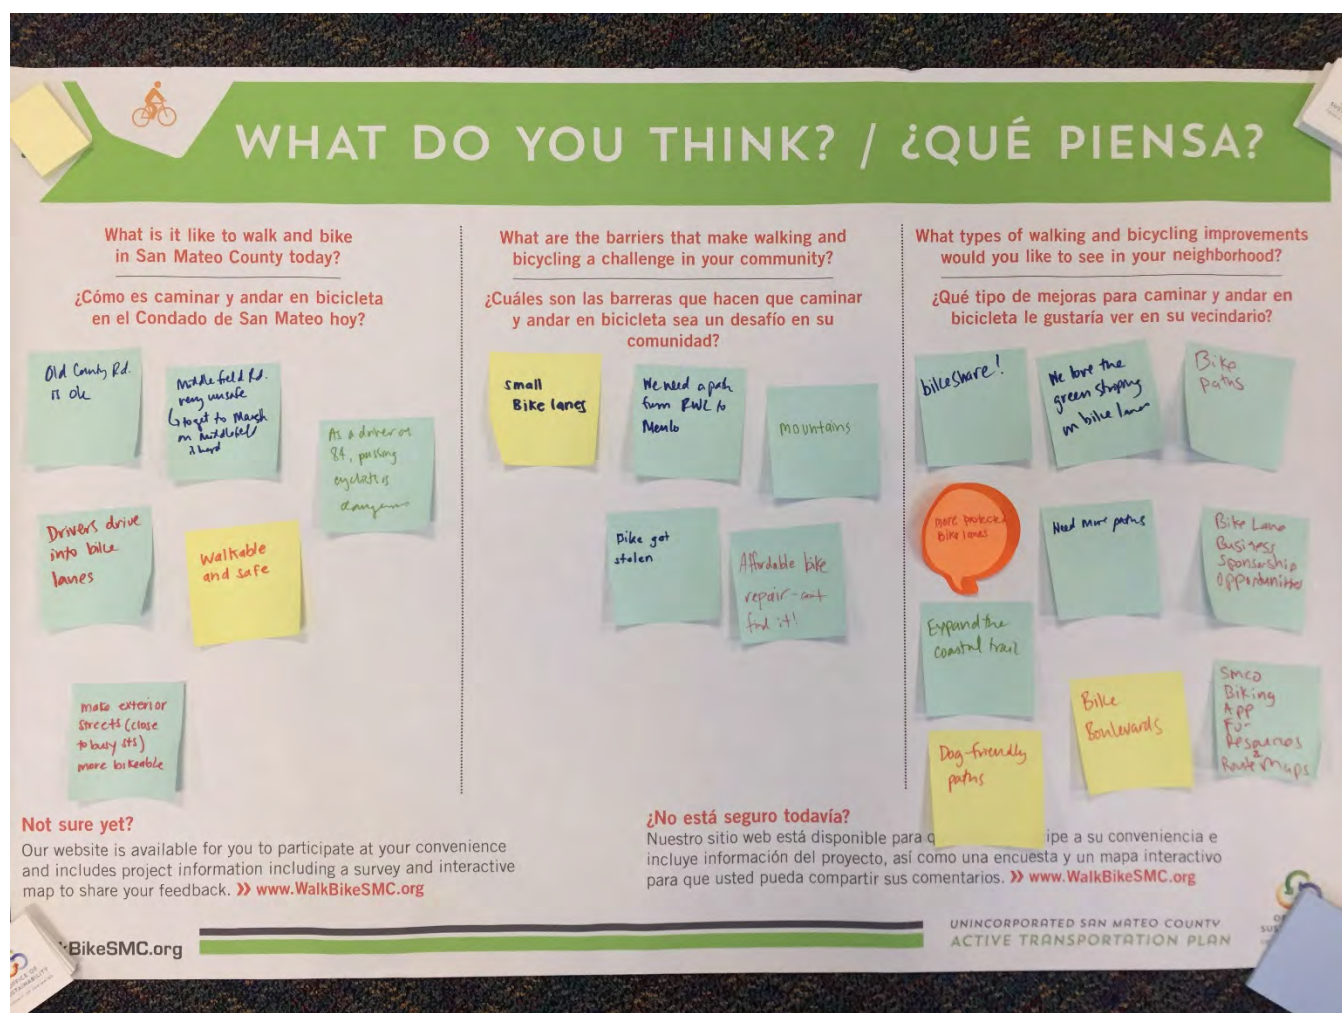 WHAT DO YOU THINK? / ¿QUÉ PIENSA?
What is it like to walk and bike
in San Mateo County today?
¿Cómo es caminar y andar en bicicleta
en el Condado de San Mateo hoy?
Old County Rd.
is ok
Middlefield Rd.
very unsafe
to get to Marsh
on Middlefield
is hard
As a driver on
84, passing
cyclists is
dangerous
Drivers drive
into bike
lanes
Walkable
and safe
make exterior
streets (close
to busy sts)
more bikeable
What are the barriers that make walking and
bicycling a challenge in your community?
¿Cuáles son las barreras que hacen que caminar
y andar en bicicleta sea un desafío en su
comunidad?
small
Bike lanes
We need a path
from RWC to
Menlo
mountains
Bike got
stolen
Affordable bike
repair - can't
find it!
What types of walking and bicycling improvements
would you like to see in your neighborhood?
¿Qué tipo de mejoras para caminar y andar en
bicicleta le gustaría ver en su vecindario?
bikeshare!
We love the
green striping
on bike lanes
Bike
paths
more protected
Bike lanes
Need more paths
Bike Lane
Business
Sponsorship
Opportunities
Expand the
coastal trail
Bike
Boulevards
SMCO
Biking
App
For
Resources
&
Route Maps
Dog-friendly
paths
Not sure yet?
Our website is available for you to participate at your convenience
and includes project information including a survey and interactive
map to share your feedback. » www.WalkBikeSMC.org
¿No está seguro todavía?
Nuestro sitio web está disponible para q ipe a su conveniencia e
incluye información del proyecto, así como una encuesta y un mapa interactivo
para que usted pueda compartir sus comentarios. » www.WalkBikeSMC.org
kBikeSMC.org
UNINCORPORATED SAN MATEO COUNTY
ACTIVE TRANSPORTATION PLAN
OFFICE OF
SUSTAINABILITY